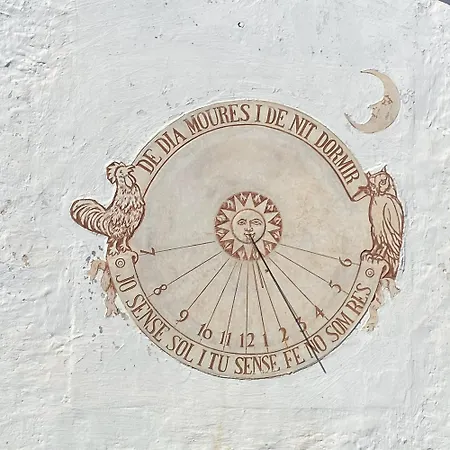 DE DIA MOURES I DE NIT DORMIR
7 8 9 10 11 12 1 2 3 4 5 6
JO SENSE SOL I TU SENSE FE NO SOM RES